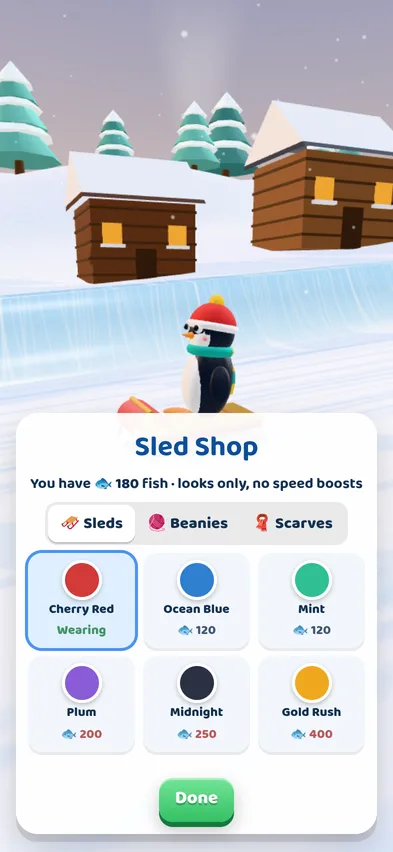 Sled Shop
You have 🐟 180 fish · looks only, no speed boosts
Sleds
Beanies
Scarves
Cherry Red
Wearing
Ocean Blue
120
Mint
120
Plum
200
Midnight
250
Gold Rush
400
Done